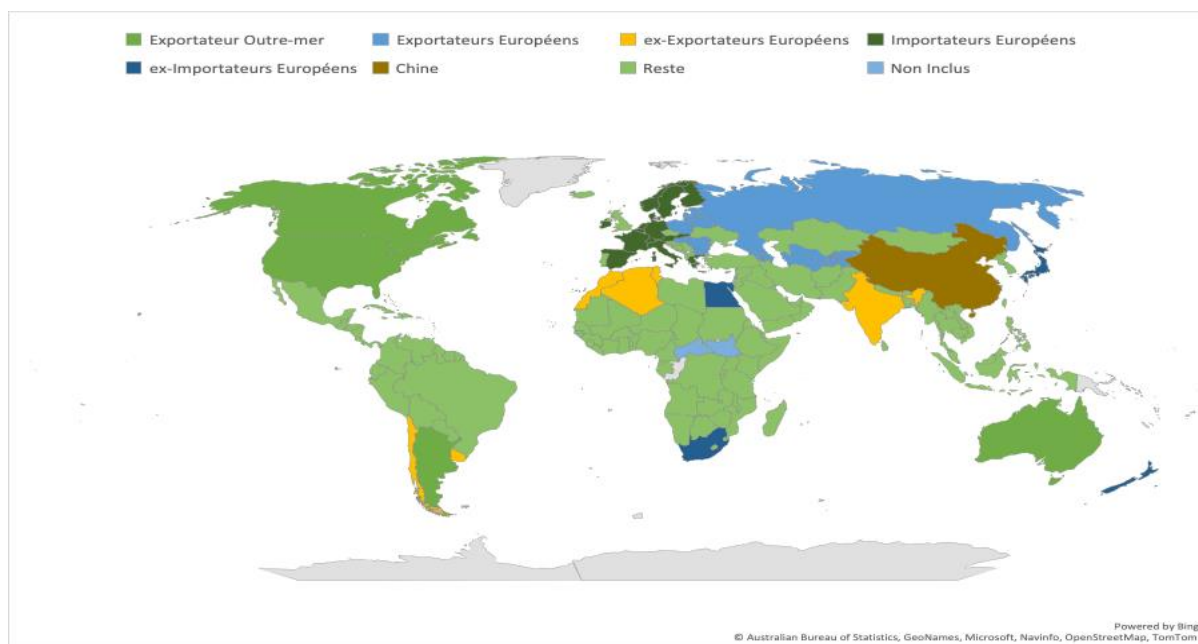 Exportateur Outre-mer Exportateurs Européens ex-Exportateurs Européens Importateurs Européens
ex-Importateurs Européens Chine Reste Non Inclus
Powered by Bing
© Australian Bureau of Statistics, GeoNames, Microsoft, Navinfo, OpenStreetMap, TomTom